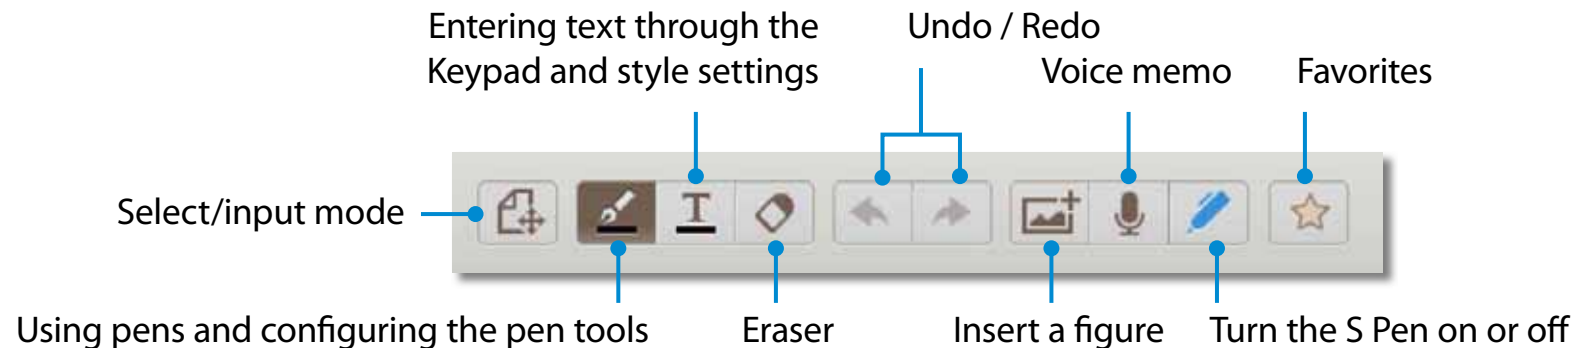 Entering text through the
Keypad and style settings
Undo / Redo
Voice memo
Favorites
Select/input mode
T
Using pens and configuring the pen tools
Eraser
Insert a figure
Turn the S Pen on or off